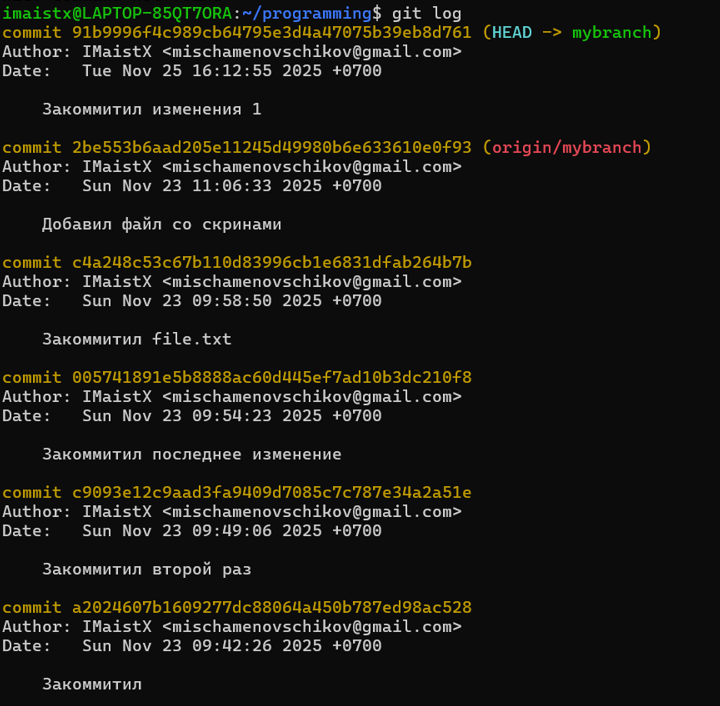 imaistx@LAPTOP-85QT7ORA:~/programming$ git log
commit 91b9996f4c989cb64795e3d4a47075b39eb8d761 (HEAD -> mybranch)
Author: IMaistX <mischamenovschikov@gmail.com>
Date:   Tue Nov 25 16:12:55 2025 +0700
Закоммитил изменения 1
commit 2be553b6aad205e11245d49980b6e633610e0f93 (origin/mybranch)
Author: IMaistX <mischamenovschikov@gmail.com>
Date:   Sun Nov 23 11:06:33 2025 +0700
Добавил файл со скринами
commit c4a248c53c67b110d83996cb1e6831dfab264b7b
Author: IMaistX <mischamenovschikov@gmail.com>
Date:   Sun Nov 23 09:58:50 2025 +0700
Закоммитил file.txt
commit 005741891e5b8888ac60d445ef7ad10b3dc210f8
Author: IMaistX <mischamenovschikov@gmail.com>
Date:   Sun Nov 23 09:54:23 2025 +0700
Закоммитил последнее изменение
commit c9093e12c9aad3fa9409d7085c7c787e34a2a51e
Author: IMaistX <mischamenovschikov@gmail.com>
Date:   Sun Nov 23 09:49:06 2025 +0700
Закоммитил второй раз
commit a2024607b1609277dc88064a450b787ed98ac528
Author: IMaistX <mischamenovschikov@gmail.com>
Date:   Sun Nov 23 09:42:26 2025 +0700
Закоммитил